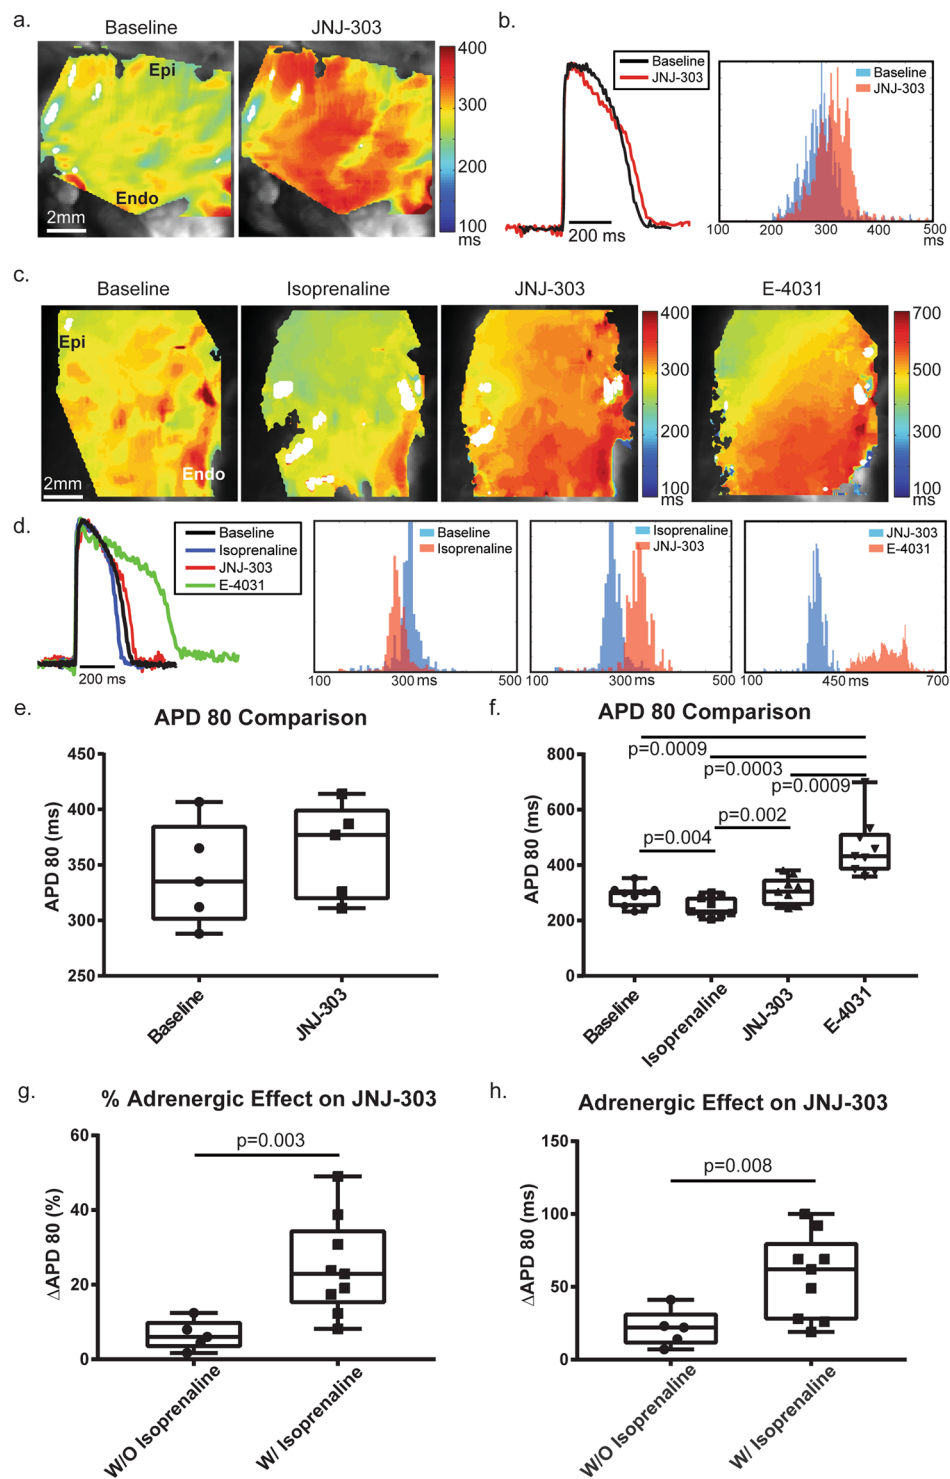 a.
Baseline
JNJ-303
Epi
Endo
2mm
400
300
200
100
ms
b.
Baseline
JNJ-303
200 ms
Baseline
JNJ-303
100 200 300 400 500
ms
c.
Baseline
Isoprenaline
JNJ-303
E-4031
Epi
Endo
2mm
400
300
200
100
ms
700
500
300
100
ms
d.
Baseline
Isoprenaline
JNJ-303
E-4031
200 ms
Baseline
Isoprenaline
100 300 ms 500
Isoprenaline
JNJ-303
100 300 ms 500
JNJ-303
E-4031
100 450 ms 700
e.
APD 80 Comparison
APD 80 (ms)
450
400
350
300
250
Baseline
JNJ-303
f.
APD 80 Comparison
APD 80 (ms)
800
600
400
200
0
p=0.0009
p=0.0003
p=0.0009
p=0.002
p=0.004
Baseline
Isoprenaline
JNJ-303
E-4031
g.
% Adrenergic Effect on JNJ-303
ΔAPD 80 (%)
60
40
20
0
p=0.003
W/O Isoprenaline
W/ Isoprenaline
h.
Adrenergic Effect on JNJ-303
ΔAPD 80 (ms)
150
100
50
0
p=0.008
W/O Isoprenaline
W/ Isoprenaline